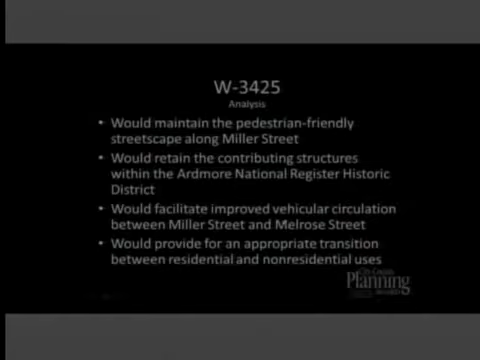 W-3425
Analysis
• Would maintain the pedestrian-friendly
streetscape along Miller Street
• Would retain the contributing structures
within the Ardmore National Register Historic
District
• Would facilitate improved vehicular circulation
between Miller Street and Melrose Street
• Would provide for an appropriate transition
between residential and nonresidential uses
Planning